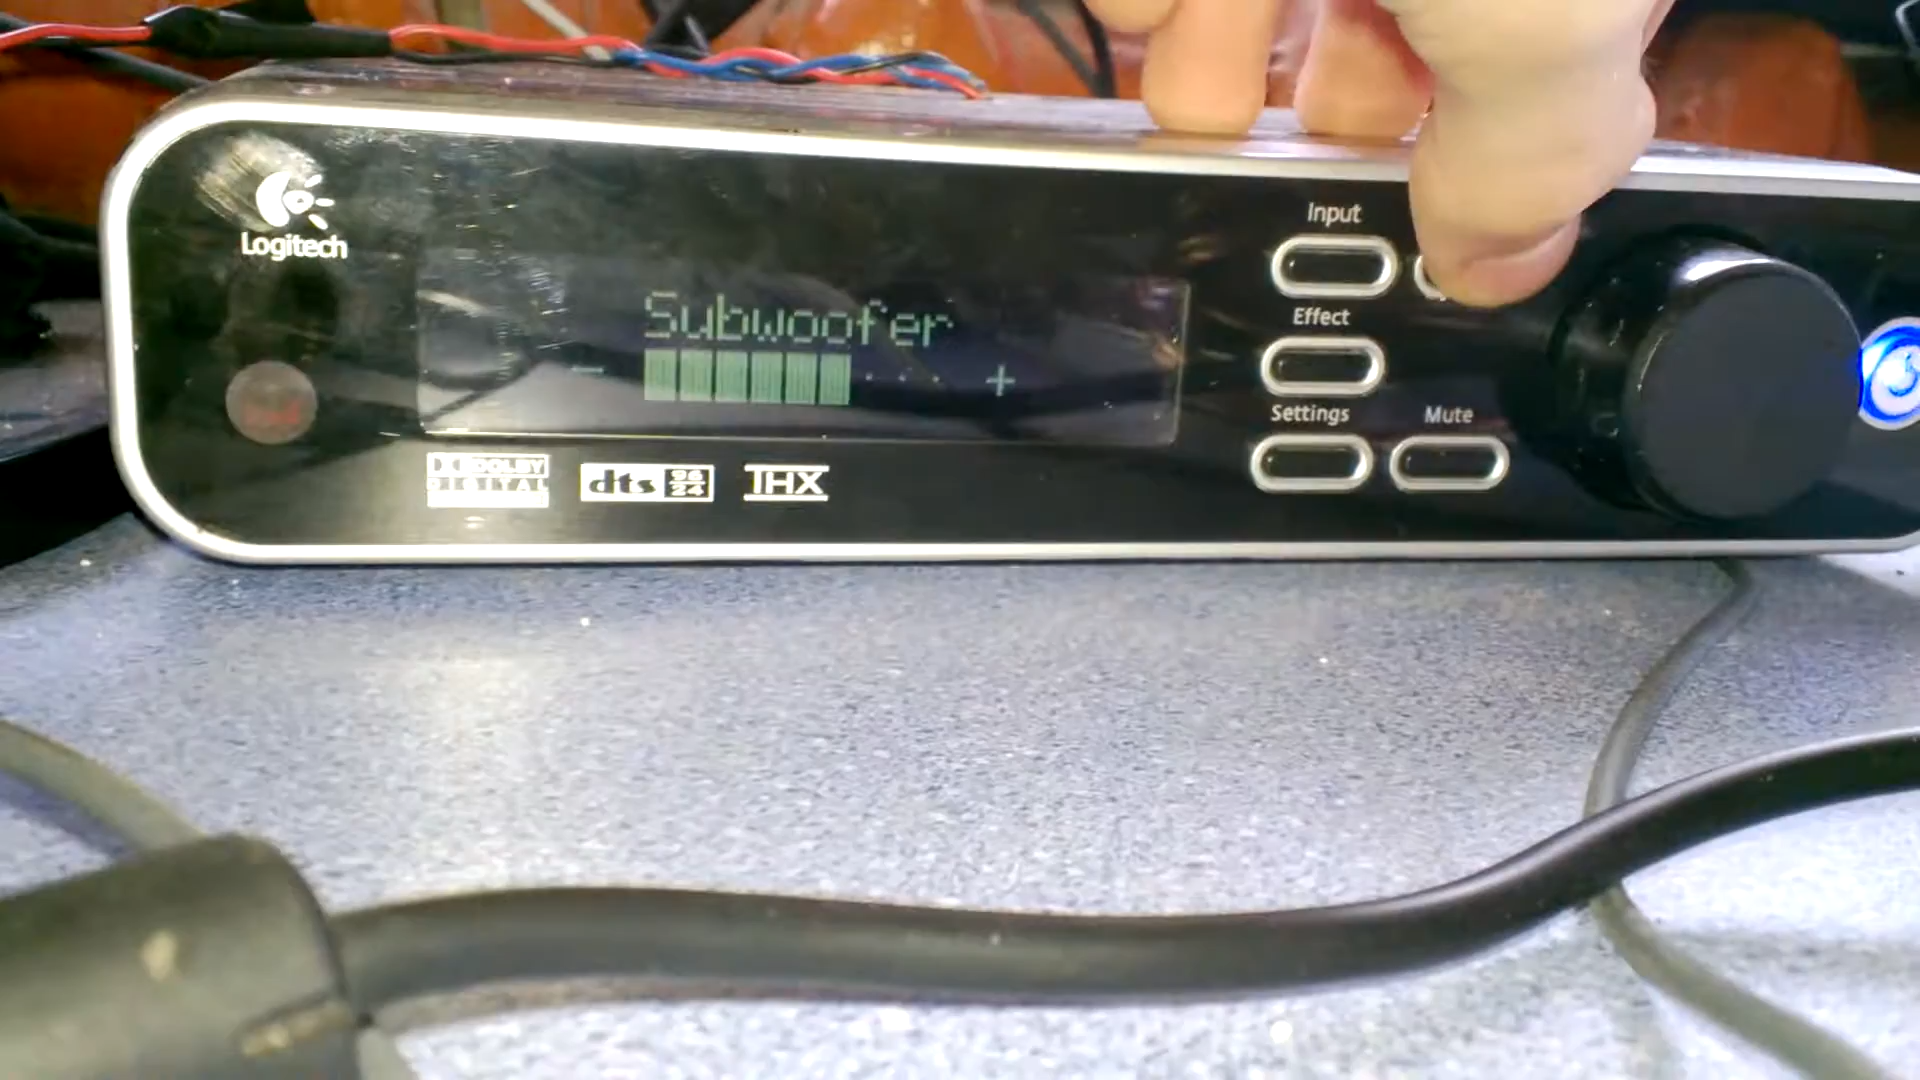 Logitech
Subwoofer
- +
DOLBY
DIGITAL
dts 96
24
THX
Input
Effect
Settings
Mute